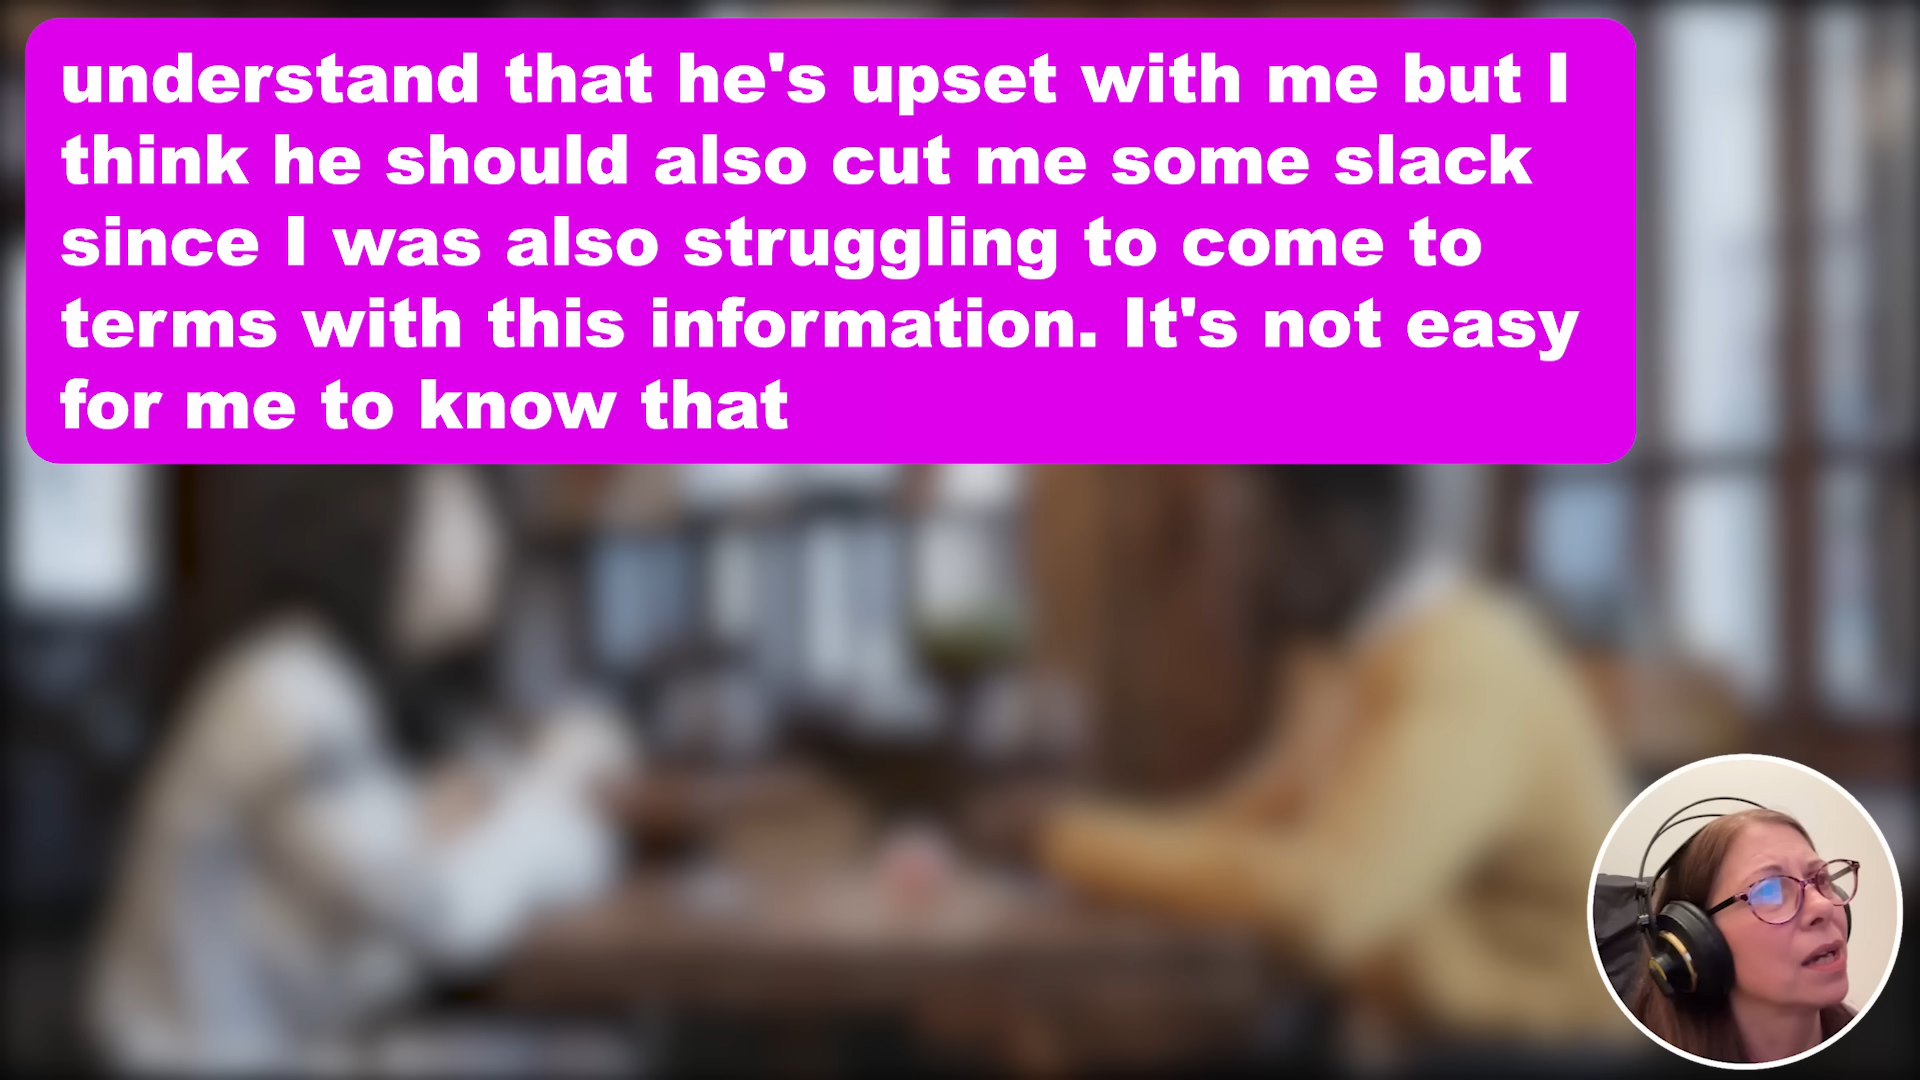 understand that he's upset with me but I
think he should also cut me some slack
since I was also struggling to come to
terms with this information. It's not easy
for me to know that